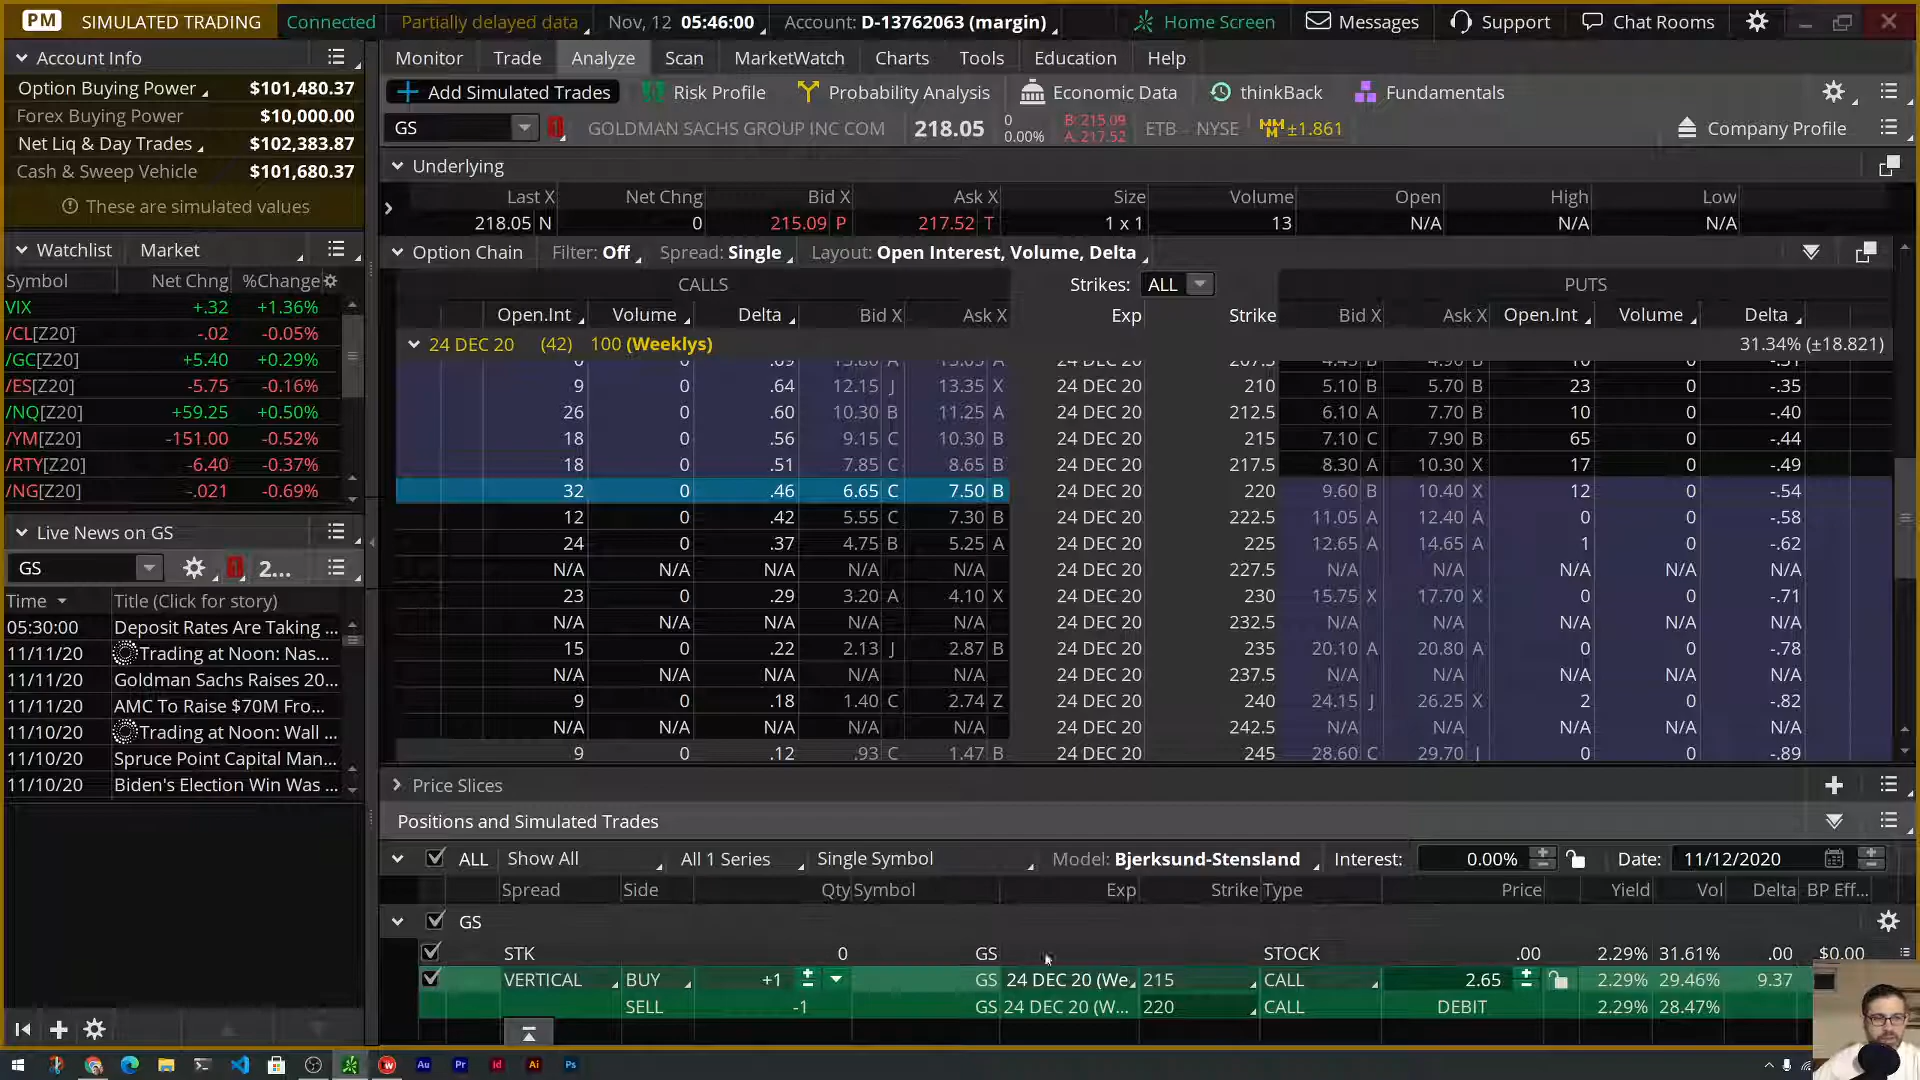 PM SIMULATED TRADING Connected Partially delayed data Nov, 12 05:46:00 Account: D-13762063 (margin) Home Screen Messages Support Chat Rooms
Account Info
Option Buying Power $101,480.37
Forex Buying Power $10,000.00
Net Liq & Day Trades $102,383.87
Cash & Sweep Vehicle $101,680.37
These are simulated values
Watchlist Market
Symbol Net Chng %Change
VIX +.32 +1.36%
/CL[Z20] -.02 -0.05%
/GC[Z20] +5.40 +0.29%
/ES[Z20] -5.75 -0.16%
/NQ[Z20] +59.25 +0.50%
/YM[Z20] -151.00 -0.52%
/RTY[Z20] -6.40 -0.37%
/NG[Z20] -.021 -0.69%
Live News on GS
GS 2...
Time Title (Click for story)
05:30:00 Deposit Rates Are Taking ...
11/11/20 Trading at Noon: Nas...
11/11/20 Goldman Sachs Raises 20...
11/11/20 AMC To Raise $70M Fro...
11/10/20 Trading at Noon: Wall ...
11/10/20 Spruce Point Capital Man...
11/10/20 Biden's Election Win Was ...
Monitor Trade Analyze Scan MarketWatch Charts Tools Education Help
Add Simulated Trades Risk Profile Probability Analysis Economic Data thinkBack Fundamentals
GS GOLDMAN SACHS GROUP INC COM 218.05 0 0.00% B: 215.09 A: 217.52 ETB NYSE ±1.861 Company Profile
Underlying
Last X Net Chng Bid X Ask X Size Volume Open High Low
218.05 N 0 215.09 P 217.52 T 1 x 1 13 N/A N/A N/A
Option Chain Filter: Off Spread: Single Layout: Open Interest, Volume, Delta
CALLS Strikes: ALL PUTS
Open.Int Volume Delta Bid X Ask X Exp Strike Bid X Ask X Open.Int Volume Delta
24 DEC 20 (42) 100 (Weeklys) 31.34% (±18.821)
9 0 .64 12.15 J 13.35 X 24 DEC 20 210 5.10 B 5.70 B 23 0 -.35
26 0 .60 10.30 B 11.25 A 24 DEC 20 212.5 6.10 A 7.70 B 10 0 -.40
18 0 .56 9.15 C 10.30 B 24 DEC 20 215 7.10 C 7.90 B 65 0 -.44
18 0 .51 7.85 C 8.65 B 24 DEC 20 217.5 8.30 A 10.30 X 17 0 -.49
32 0 .46 6.65 C 7.50 B 24 DEC 20 220 9.60 B 10.40 X 12 0 -.54
12 0 .42 5.55 C 7.30 B 24 DEC 20 222.5 11.05 A 12.40 A 0 0 -.58
24 0 .37 4.75 B 5.25 A 24 DEC 20 225 12.65 A 14.65 A 1 0 -.62
N/A N/A N/A N/A N/A 24 DEC 20 227.5 N/A N/A N/A N/A N/A
23 0 .29 3.20 A 4.10 X 24 DEC 20 230 15.75 X 17.70 X 0 0 -.71
N/A N/A N/A N/A N/A 24 DEC 20 232.5 N/A N/A N/A N/A N/A
15 0 .22 2.13 J 2.87 B 24 DEC 20 235 20.10 A 20.80 A 0 0 -.78
N/A N/A N/A N/A N/A 24 DEC 20 237.5 N/A N/A N/A N/A N/A
9 0 .18 1.40 C 2.74 Z 24 DEC 20 240 24.15 J 26.25 X 2 0 -.82
N/A N/A N/A N/A N/A 24 DEC 20 242.5 N/A N/A N/A N/A N/A
9 0 .12 .93 C 1.47 B 24 DEC 20 245 28.60 C 29.70 0 0 -.89
Price Slices
Positions and Simulated Trades
ALL Show All All 1 Series Single Symbol Model: Bjerksund-Stensland Interest: 0.00% Date: 11/12/2020
Spread Side Qty Symbol Exp Strike Type Price Yield Vol Delta BP Eff...
GS
STK 0 GS STOCK .00 2.29% 31.61% .00 $0.00
VERTICAL BUY +1 GS 24 DEC 20 (We... 215 CALL 2.65 2.29% 29.46% 9.37
SELL -1 GS 24 DEC 20 (W... 220 CALL DEBIT 2.29% 28.47%
Au Pr Id Ai Ps